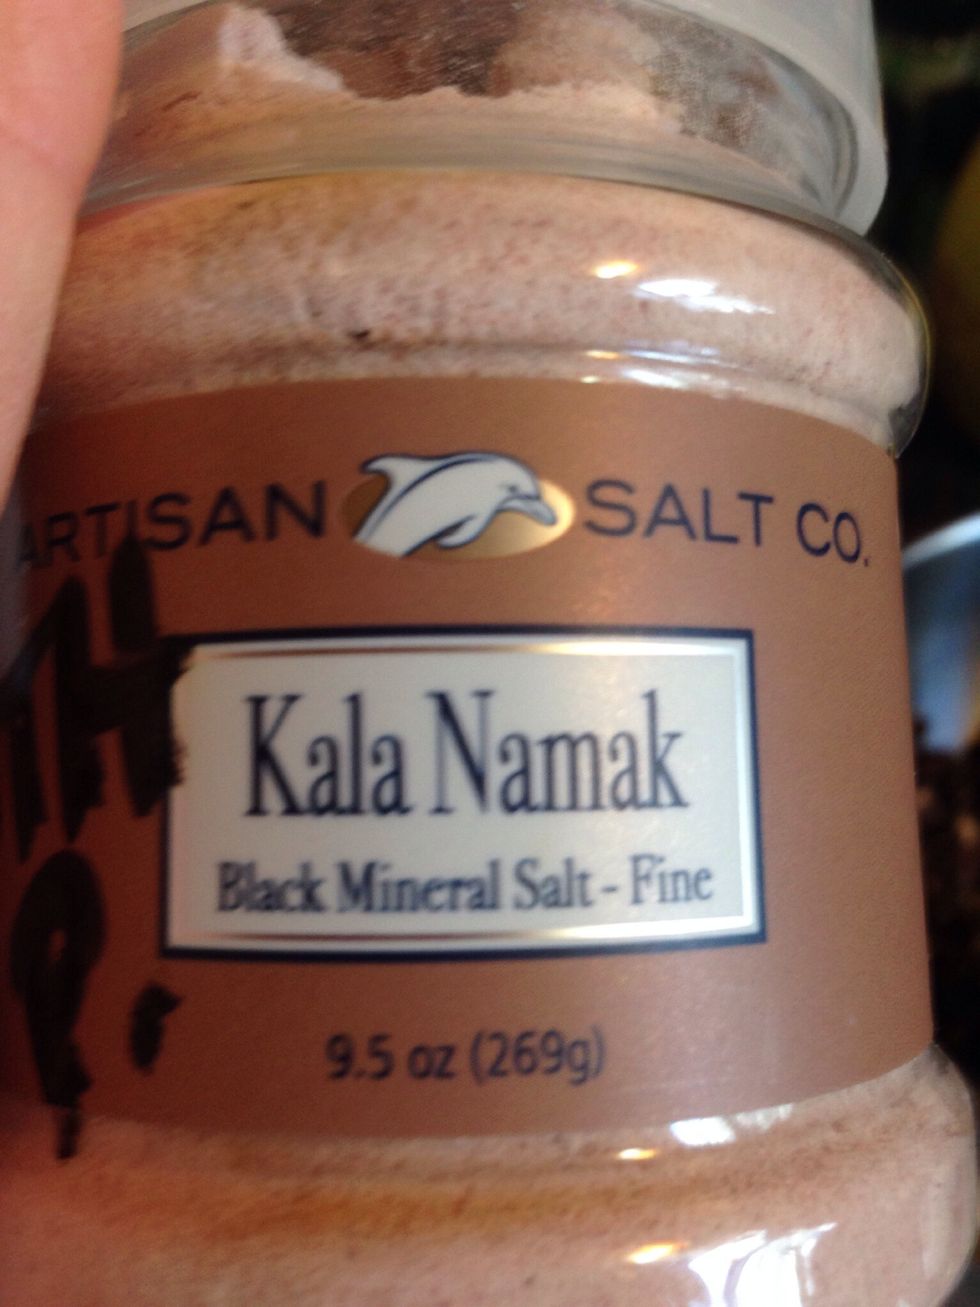 ARTISAN SALT CO.
Kala Namak
Black Mineral Salt - Fine
9.5 oz (269g)
P.